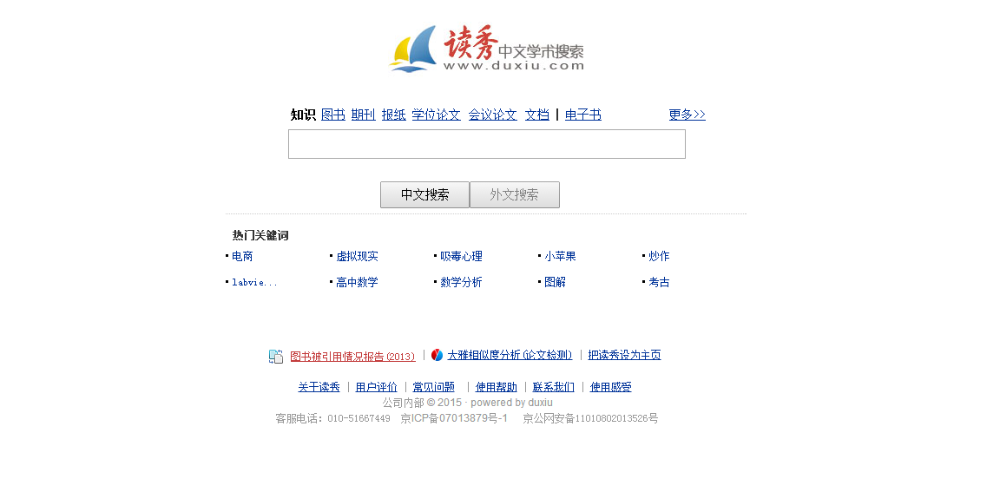 读秀中文学术搜索
www.duxiu.com
知识 图书 期刊 报纸 学位论文 会议论文 文档 | 电子书 更多>>
中文搜索 外文搜索
热门关键词
电商 虚拟现实 吸毒心理 小苹果 炒作
labvie... 高中数学 数学分析 图解 考古
图书被引用情况报告(2013) | 大雅相似度分析(论文检测) | 把读秀设为主页
关于读秀 | 用户评价 | 常见问题 | 使用帮助 | 联系我们 | 使用感受
公司内部 © 2015 · powered by duxiu
客服电话：010-51667449 京ICP备07013879号-1 京公网安备11010802013526号